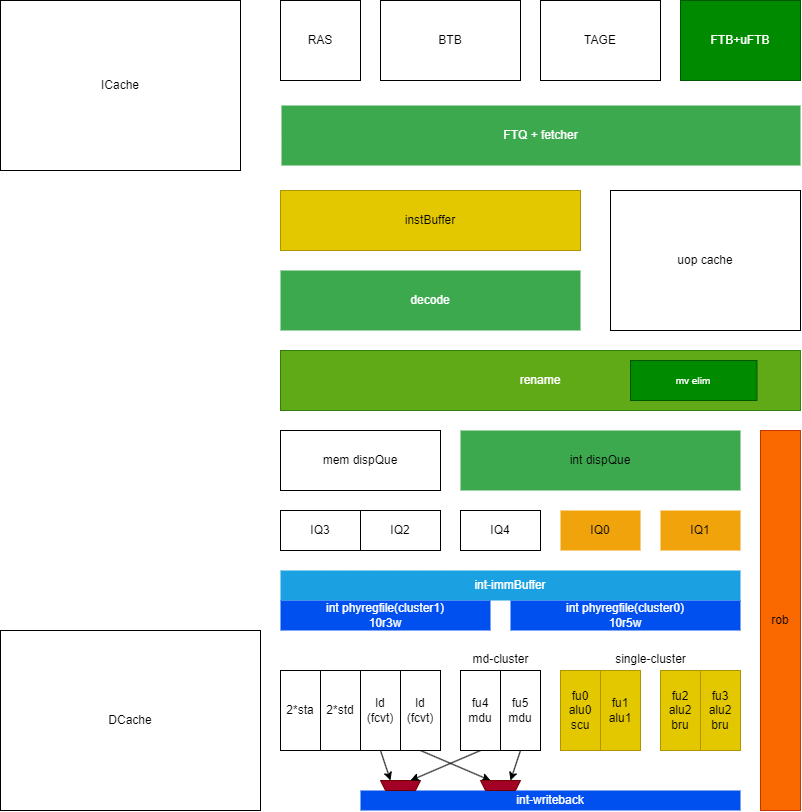 RAS
BTB
TAGE
FTB+uFTB
ICache
FTQ + fetcher
instBuffer
uop cache
decode
rename
mv elim
mem dispQue
int dispQue
IQ3
IQ2
IQ4
IQ0
IQ1
int-immBuffer
int phyregfile(cluster1)
10r3w
int phyregfile(cluster0)
10r5w
rob
md-cluster
single-cluster
DCache
2*sta
2*std
ld
(fcvt)
ld
(fcvt)
fu4
mdu
fu5
mdu
fu0
alu0
scu
fu1
alu1
fu2
alu2
bru
fu3
alu2
bru
int-writeback